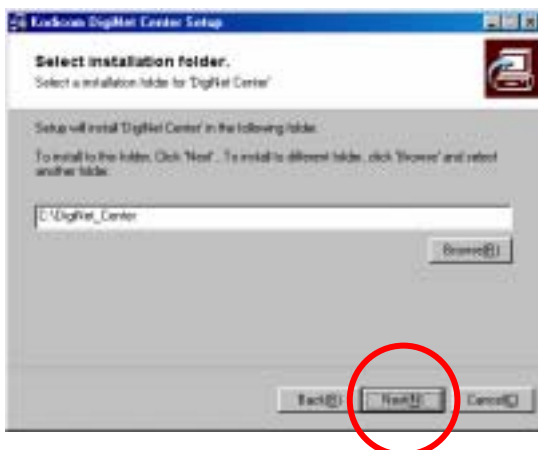 Kodicom DigiNet Center Setup
Select installation folder.
Select a installation folder for 'DigiNet Center'
Setup will install 'DigiNet Center' in the following folder.
To install to this folder, Click 'Next'. To install to different folder, click 'Browse' and select
another folder.
C:\DigiNet_Center
Browse(R)
Back(B)
Next(N)
Cancel(C)